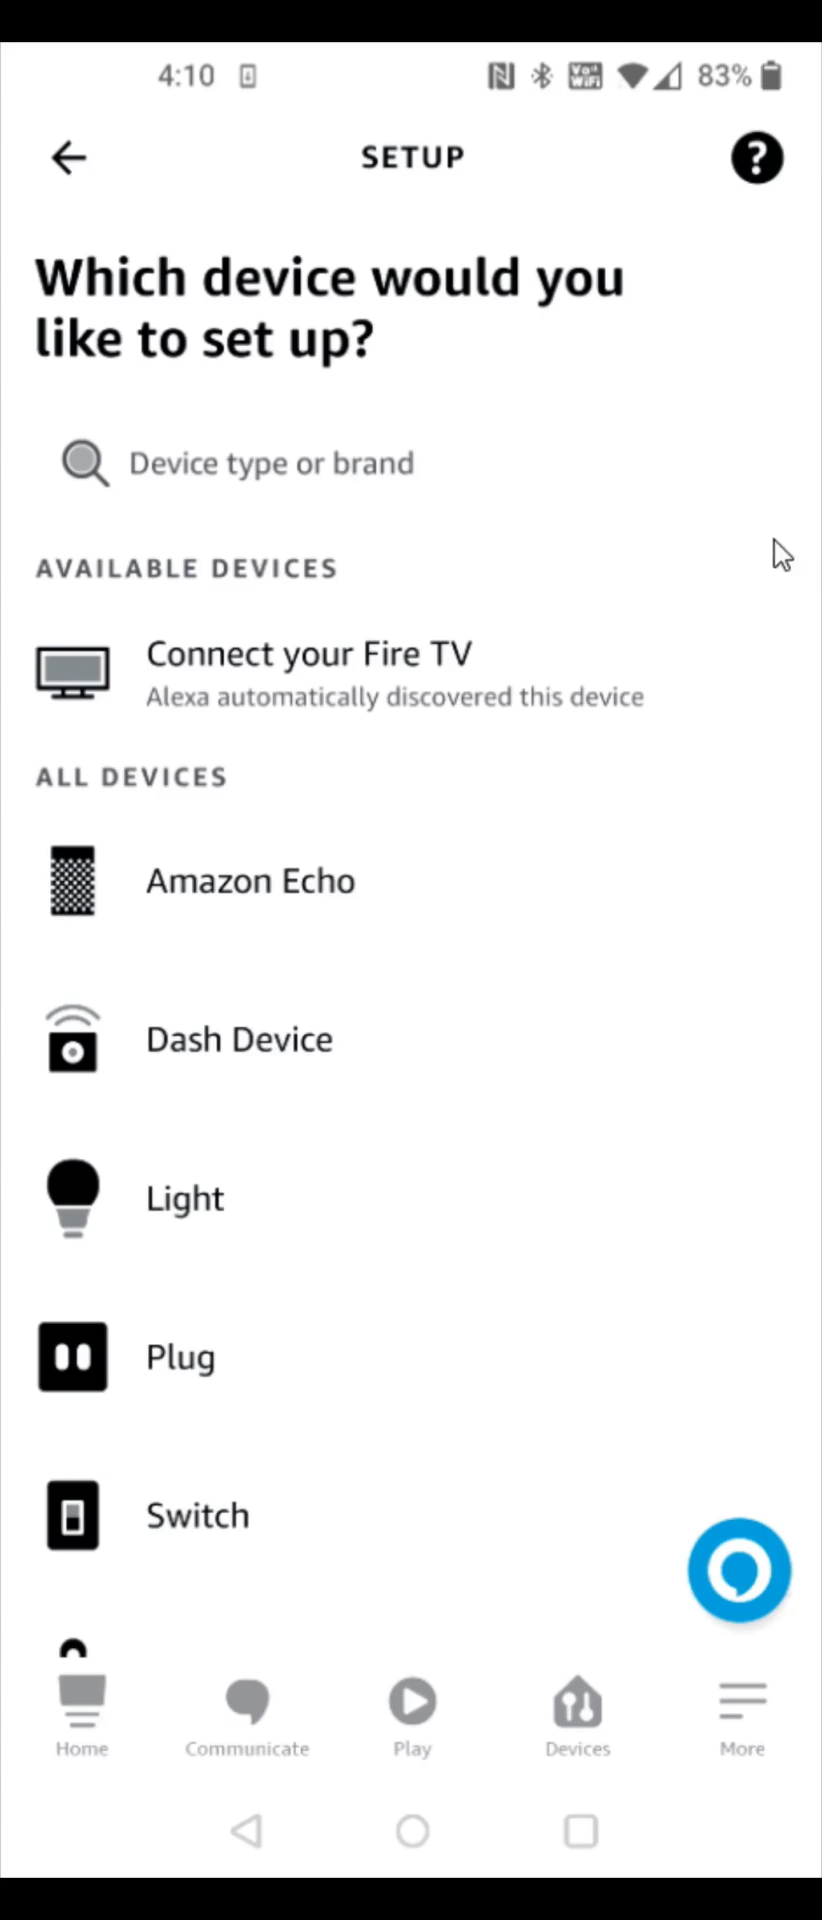 4:10
Vo WiFi 83%
SETUP
?
Which device would you
like to set up?
Device type or brand
AVAILABLE DEVICES
Connect your Fire TV
Alexa automatically discovered this device
ALL DEVICES
Amazon Echo
Dash Device
Light
Plug
Switch
Home Communicate Play Devices More